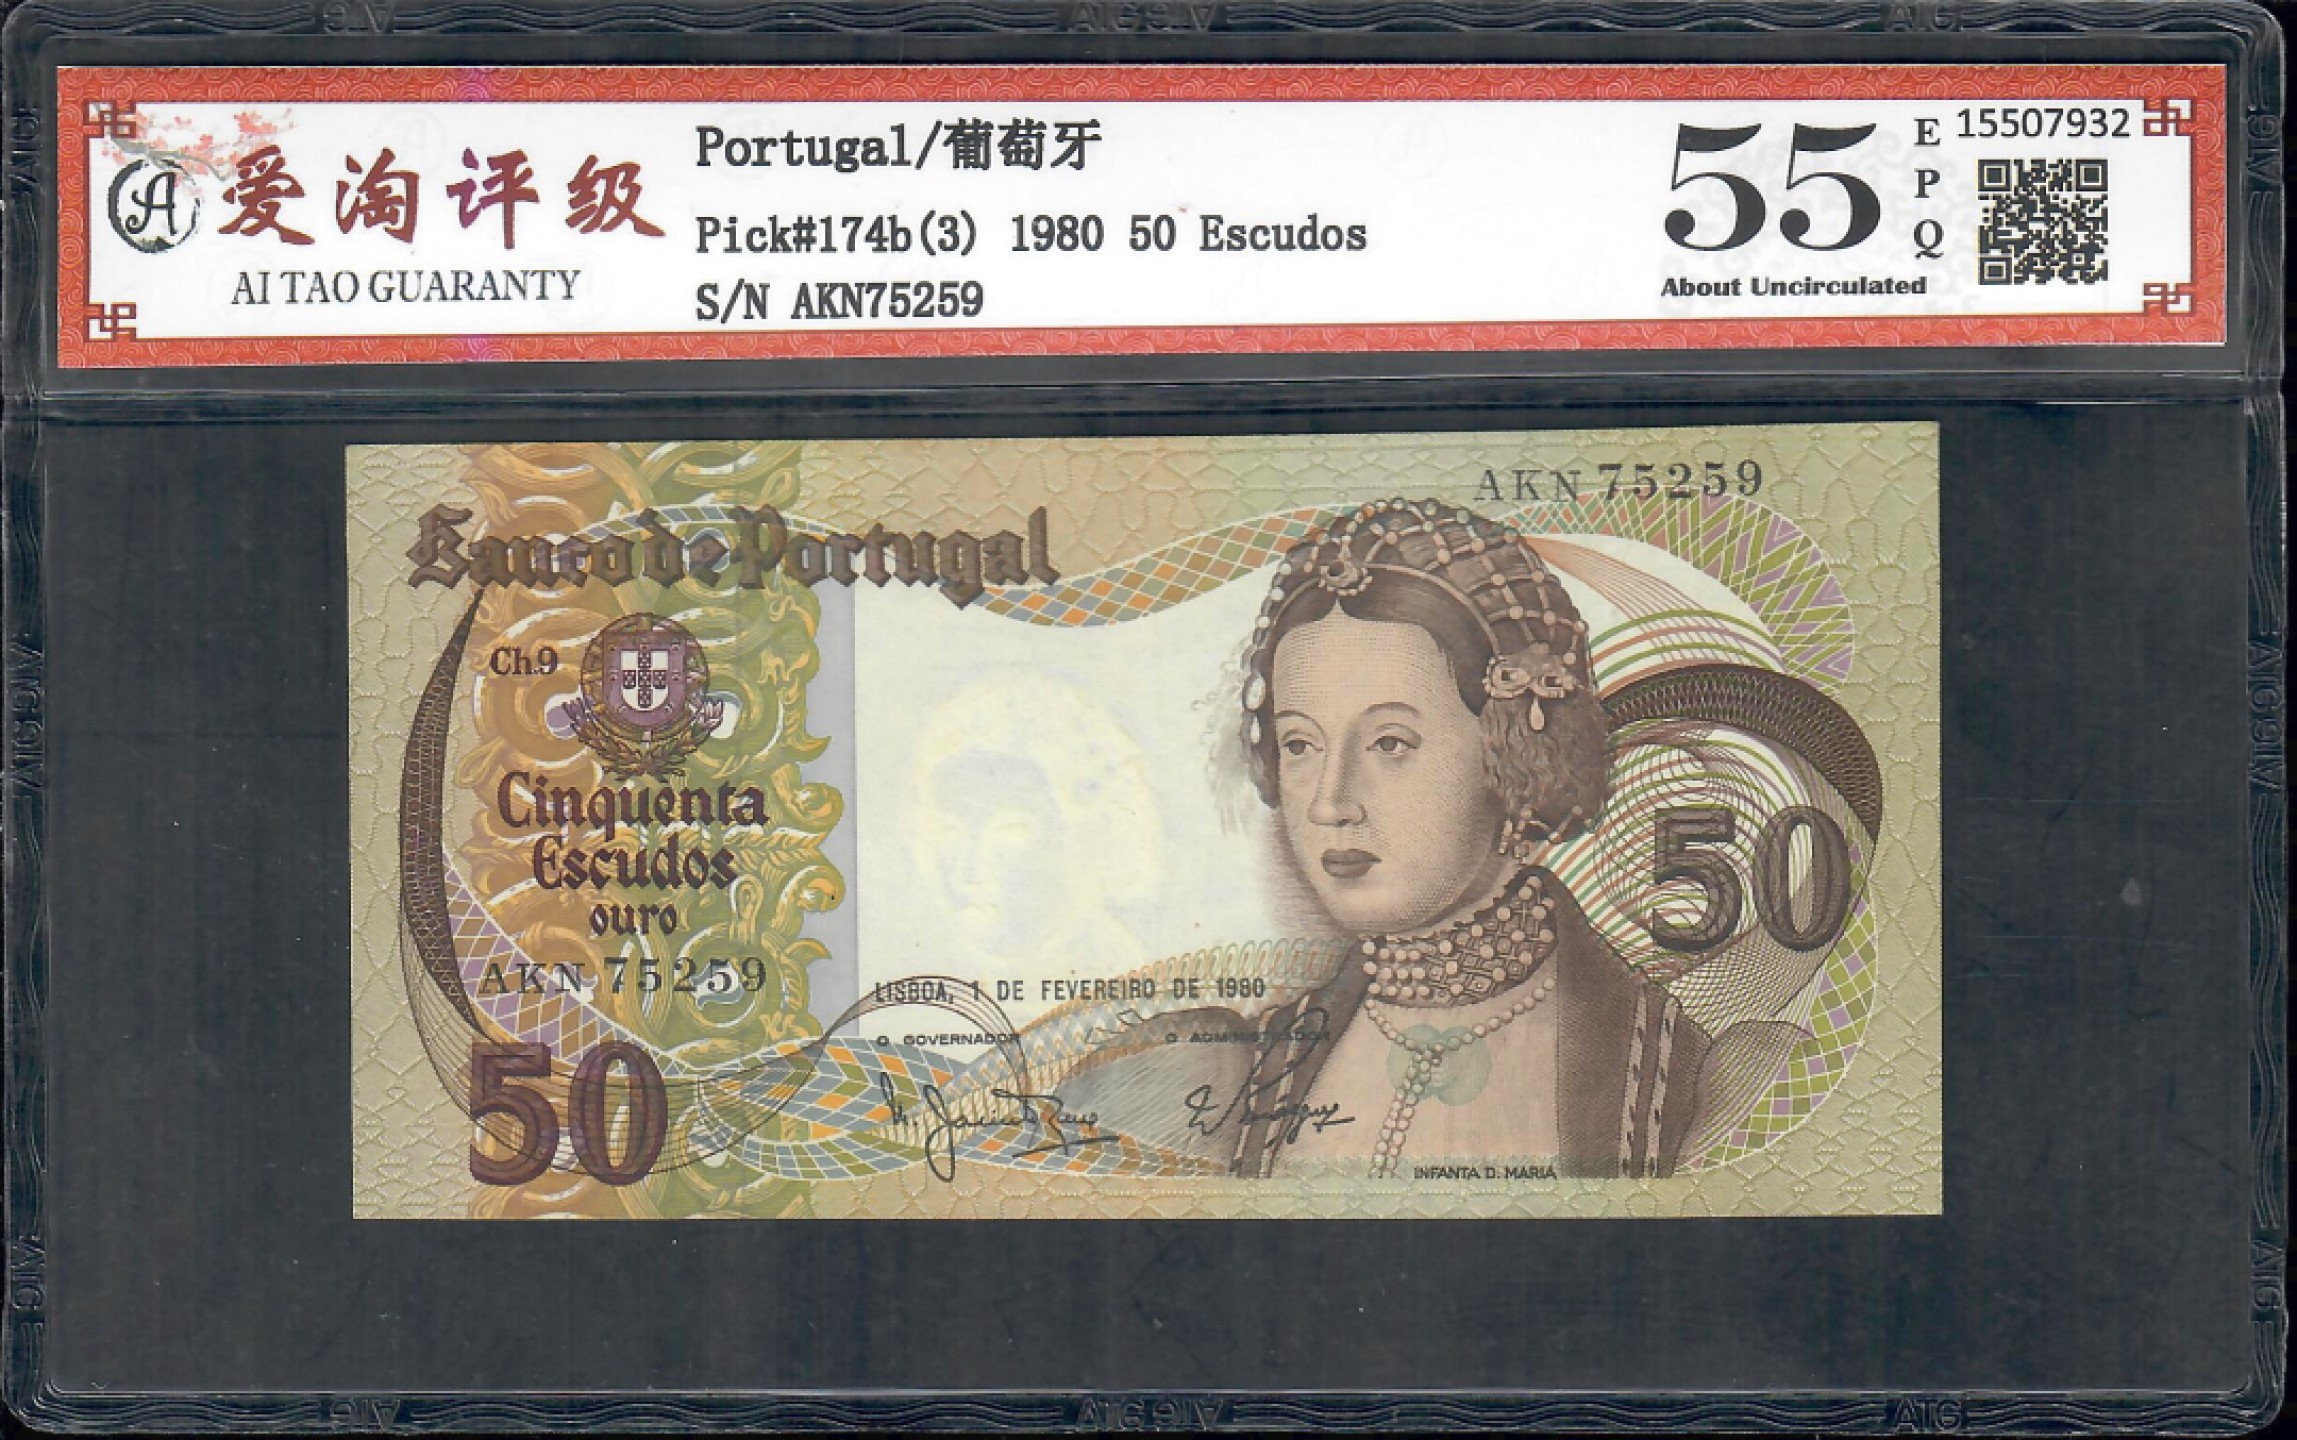 爱淘评级
AI TAO GUARANTY
Portugal/葡萄牙
Pick#174b(3) 1980 50 Escudos
S/N AKN75259
55
EPQ
About Uncirculated
15507932
AKN 75259
Banco de Portugal
Ch.9
Cinquenta
Escudos
ouro
AKN 75259
50
50
LISBOA, 1 DE FEVEREIRO DE 1980
O GOVERNADOR
O ADMINISTRADOR
INFANTA D. MARIA
ATG